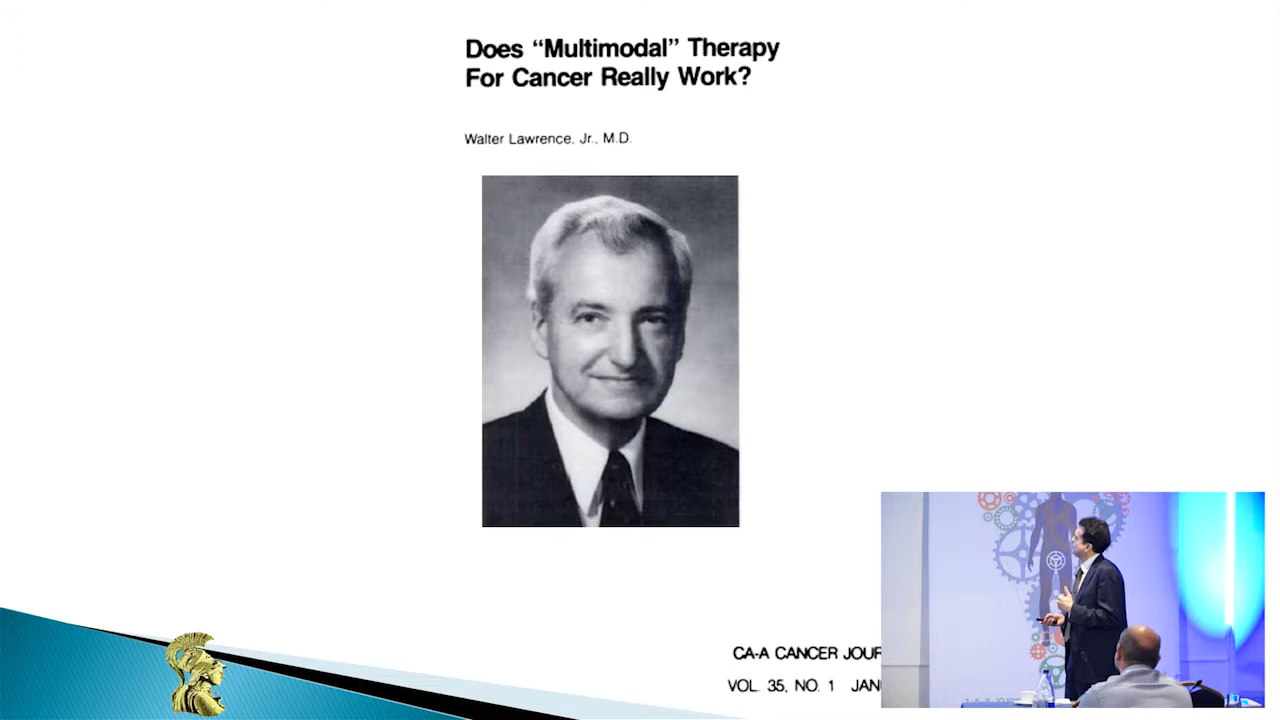 Does “Multimodal” Therapy
For Cancer Really Work?
Walter Lawrence, Jr., M.D.
CA-A CANCER JOUR
VOL. 35, NO. 1 JAN